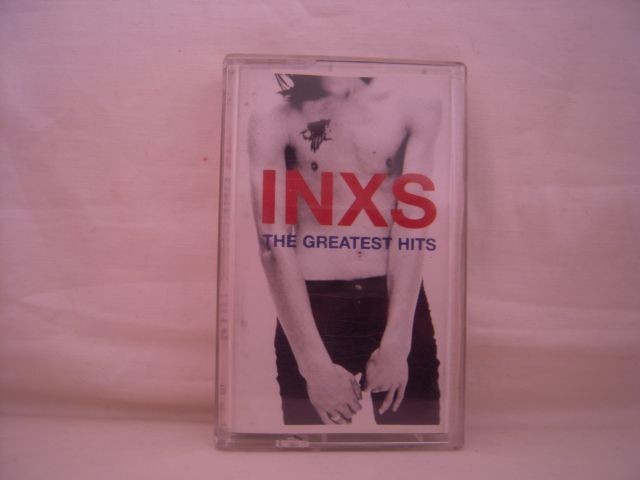 INXS
THE GREATEST HITS